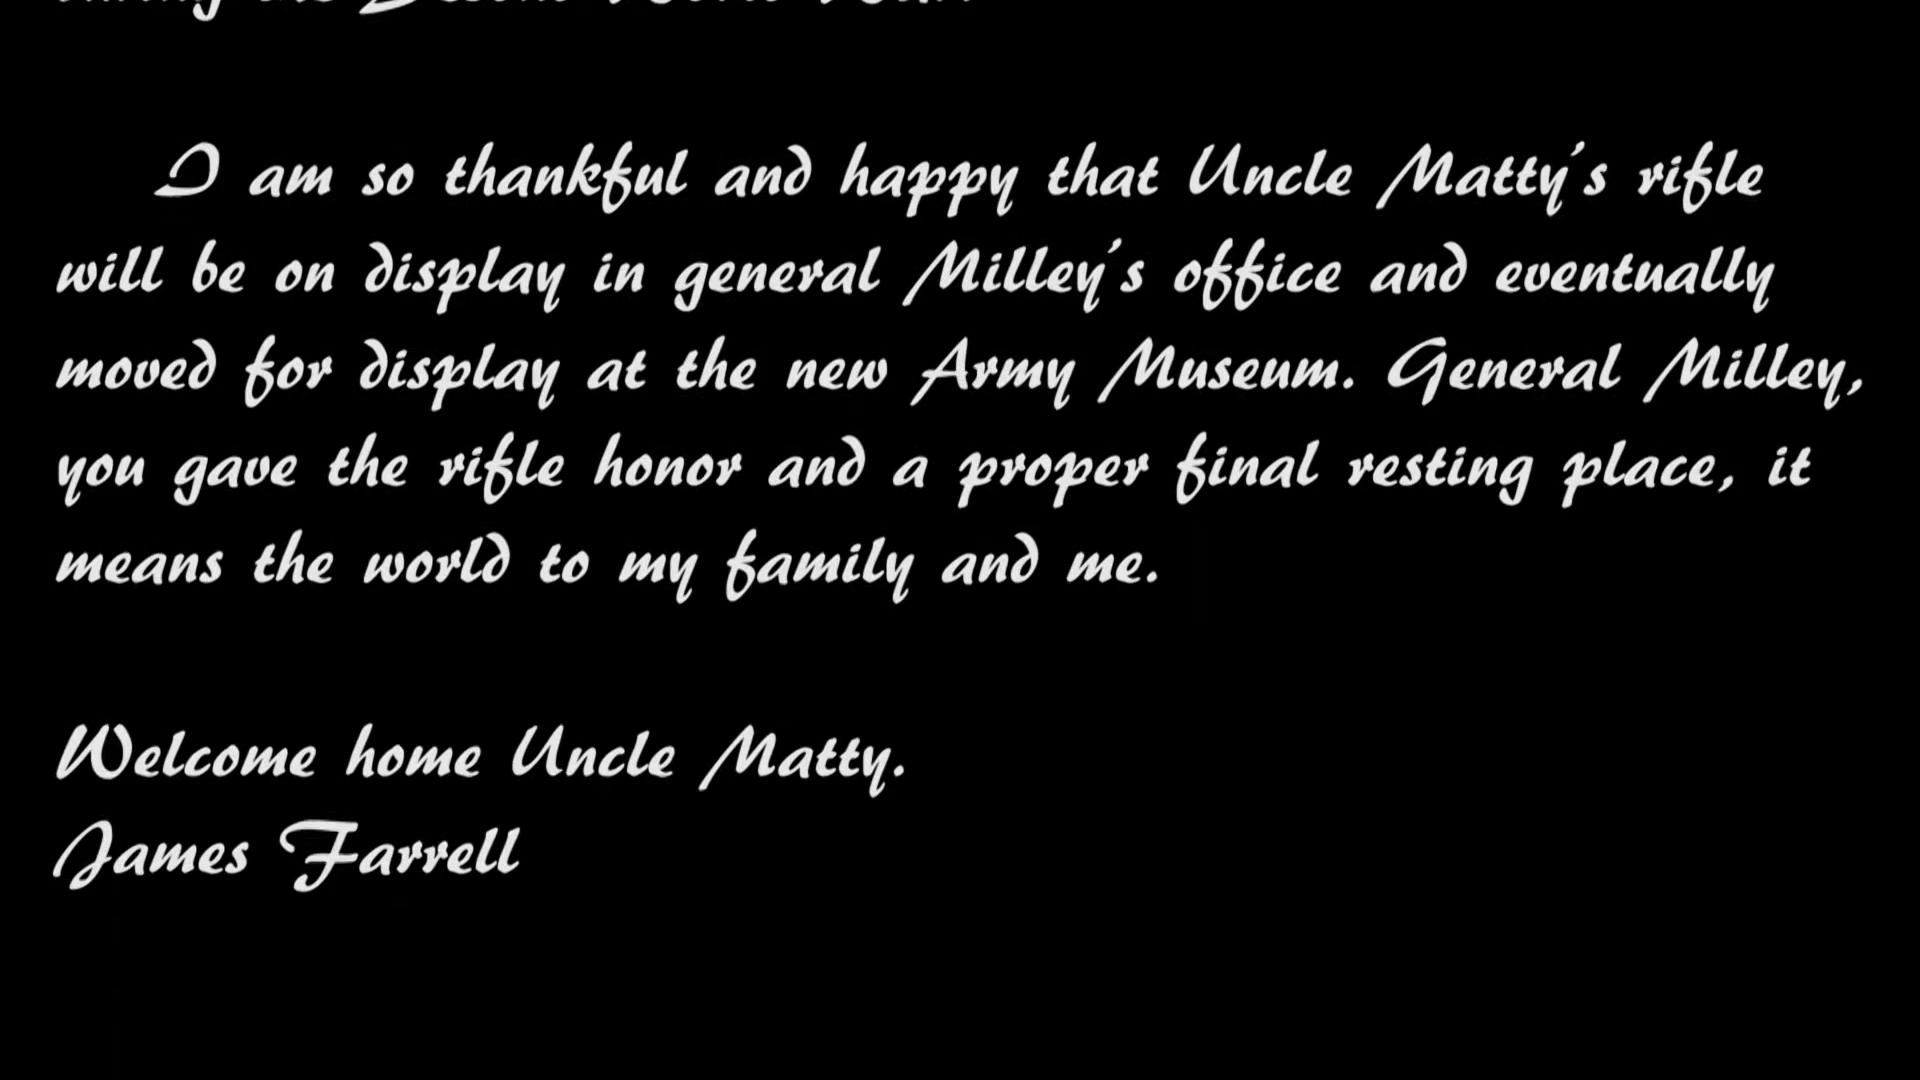 I am so thankful and happy that Uncle Matty's rifle
will be on display in general Milley's office and eventually
moved for display at the new Army Museum. General Milley,
you gave the rifle honor and a proper final resting place, it
means the world to my family and me.
Welcome home Uncle Matty.
James Farrell